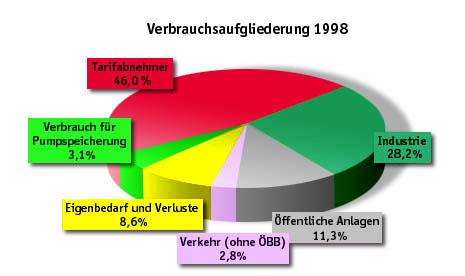 Verbrauchsaufgliederung 1998
Tarifabnehmer
46,0 %
Verbrauch für
Pumpspeicherung
3,1%
Industrie
28,2%
Eigenbedarf und Verluste
8,6%
Öffentliche Anlagen
11,3%
Verkehr (ohne ÖBB)
2,8%